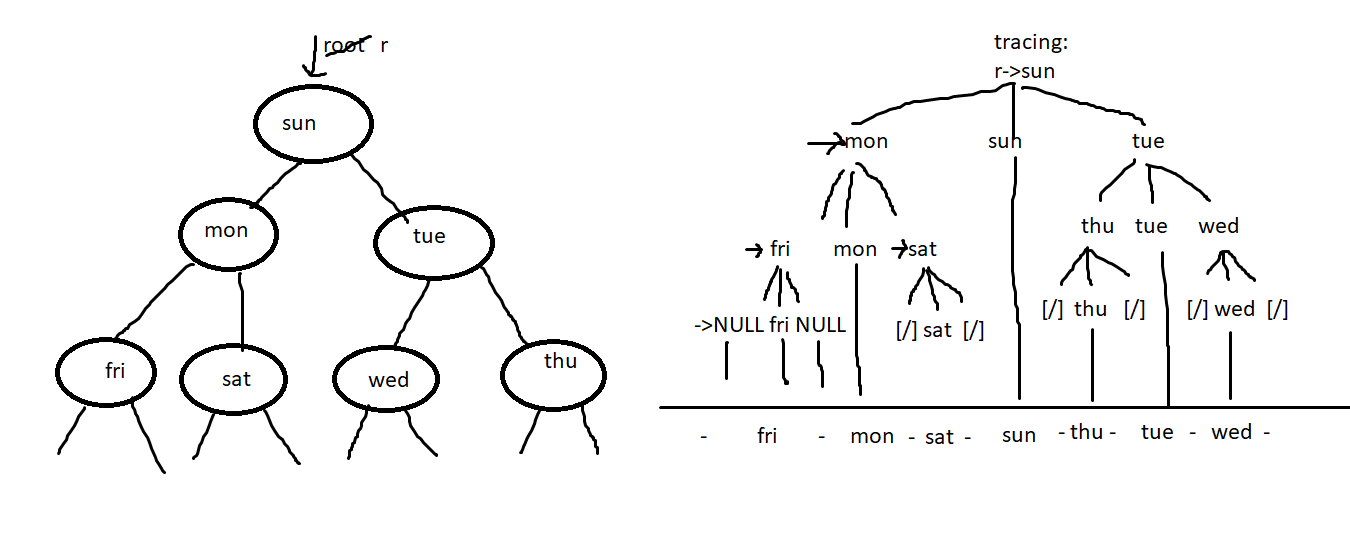 root r
sun
mon
tue
fri
sat
wed
thu
tracing:
r->sun
mon sun tue
fri mon sat
thu tue wed
->NULL fri NULL
[/] sat [/]
[/] thu [/]
[/] wed [/]
- fri - mon - sat - sun - thu - tue - wed -